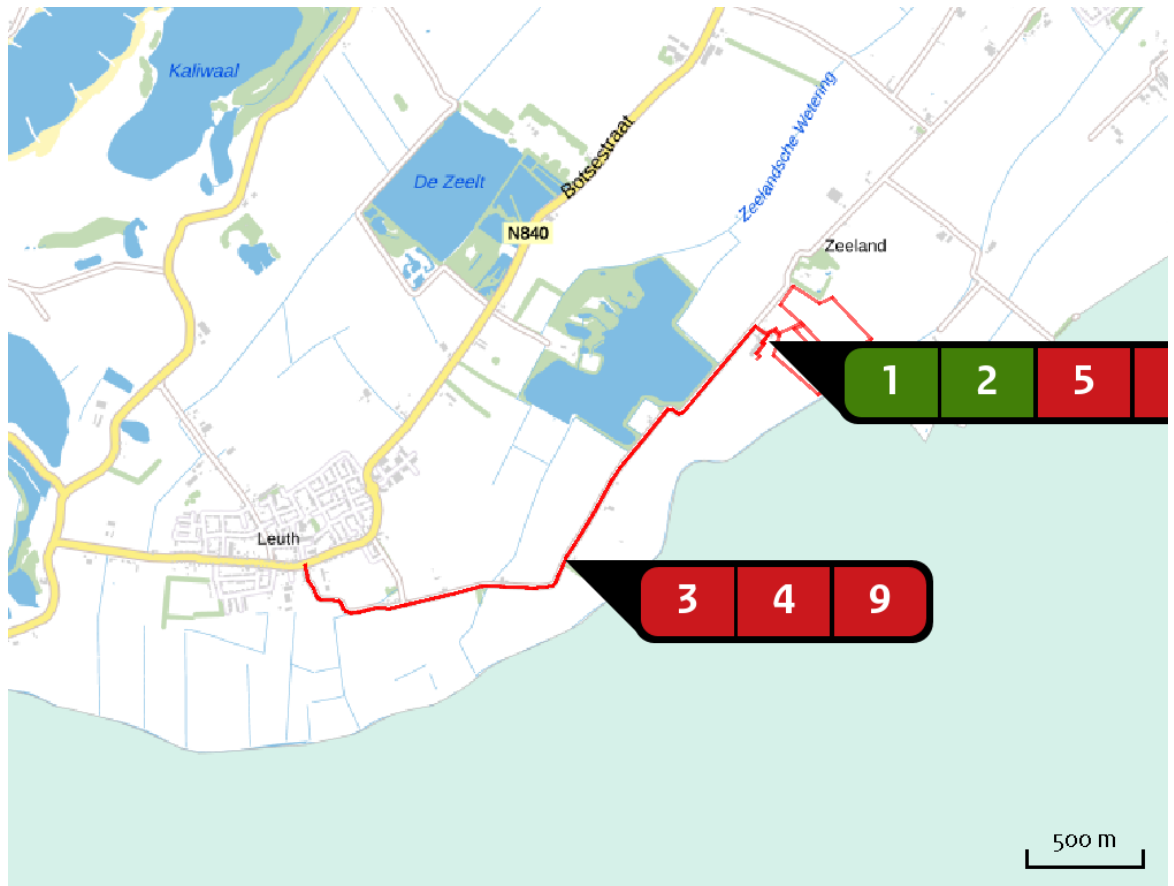 Kaliwaal
De Zeelt
Botsestraat
Zeelandsche Wetering
N840
Zeeland
1 2 5
Leuth
3 4 9
500 m